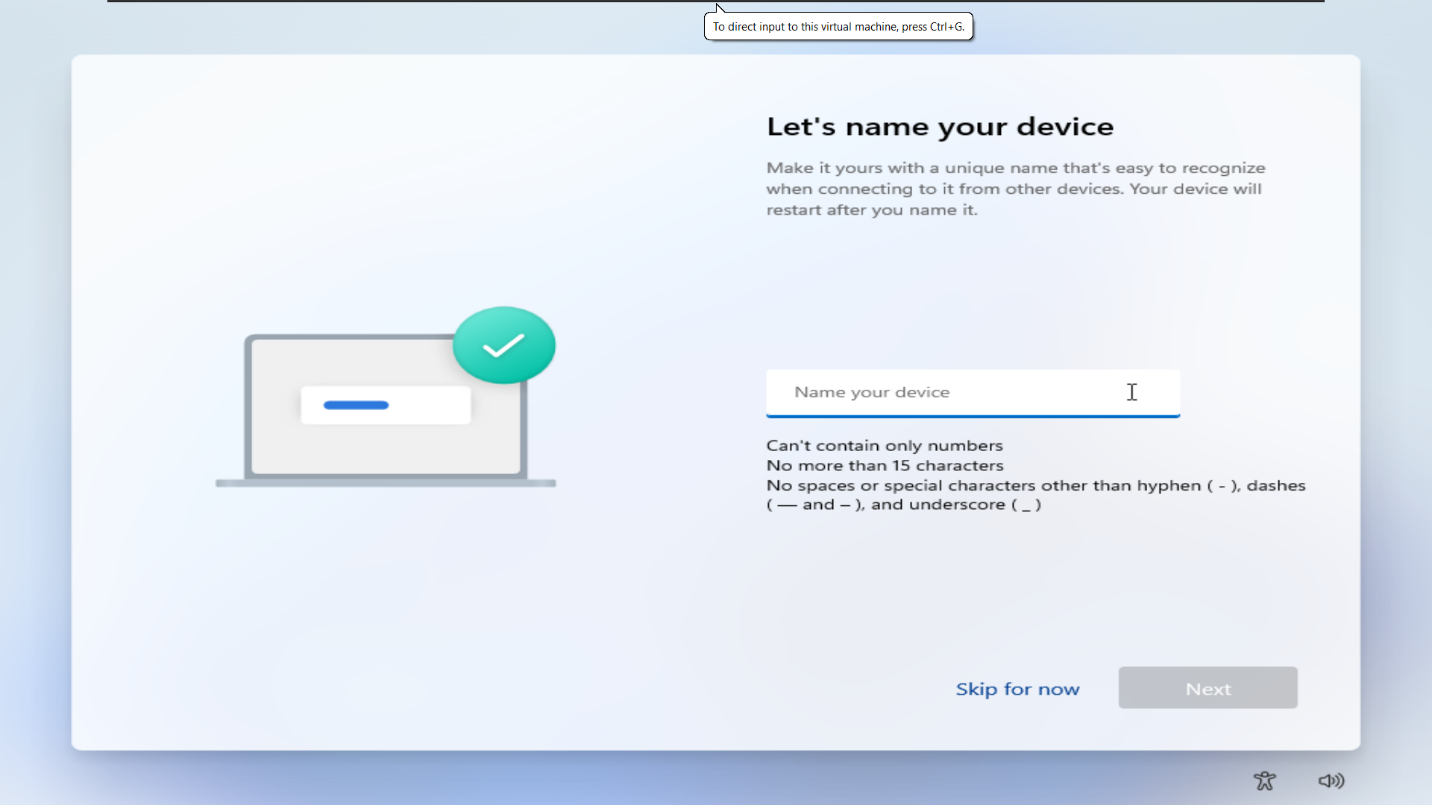 To direct input to this virtual machine, press Ctrl+G.
Let's name your device
Make it yours with a unique name that's easy to recognize
when connecting to it from other devices. Your device will
restart after you name it.
Name your device
Can't contain only numbers
No more than 15 characters
No spaces or special characters other than hyphen ( - ), dashes
( — and – ), and underscore ( _ )
Skip for now
Next